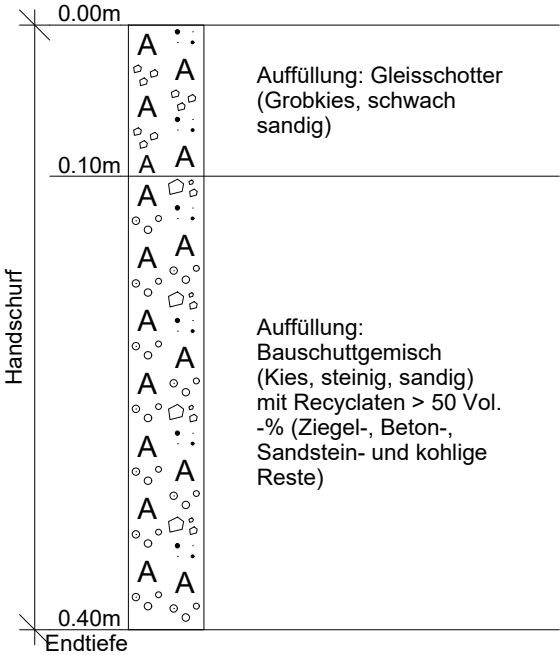 0.00m
A
A
Auffüllung: Gleisschotter
(Grobkies, schwach
sandig)
A
A
A
0.10m
A
A
A
Handschurf
A
A
A
Auffüllung:
Bauschuttgemisch
(Kies, steinig, sandig)
mit Recyclaten > 50 Vol.
-% (Ziegel-, Beton-,
Sandstein- und kohlige
Reste)
A
A
A
A
A
0.40m
Endtiefe